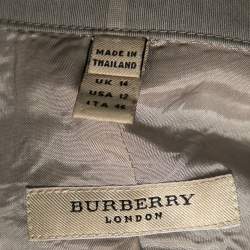 MADE IN
THAILAND
UK 14
USA 12
ITA 46
BURBERRY
LONDON